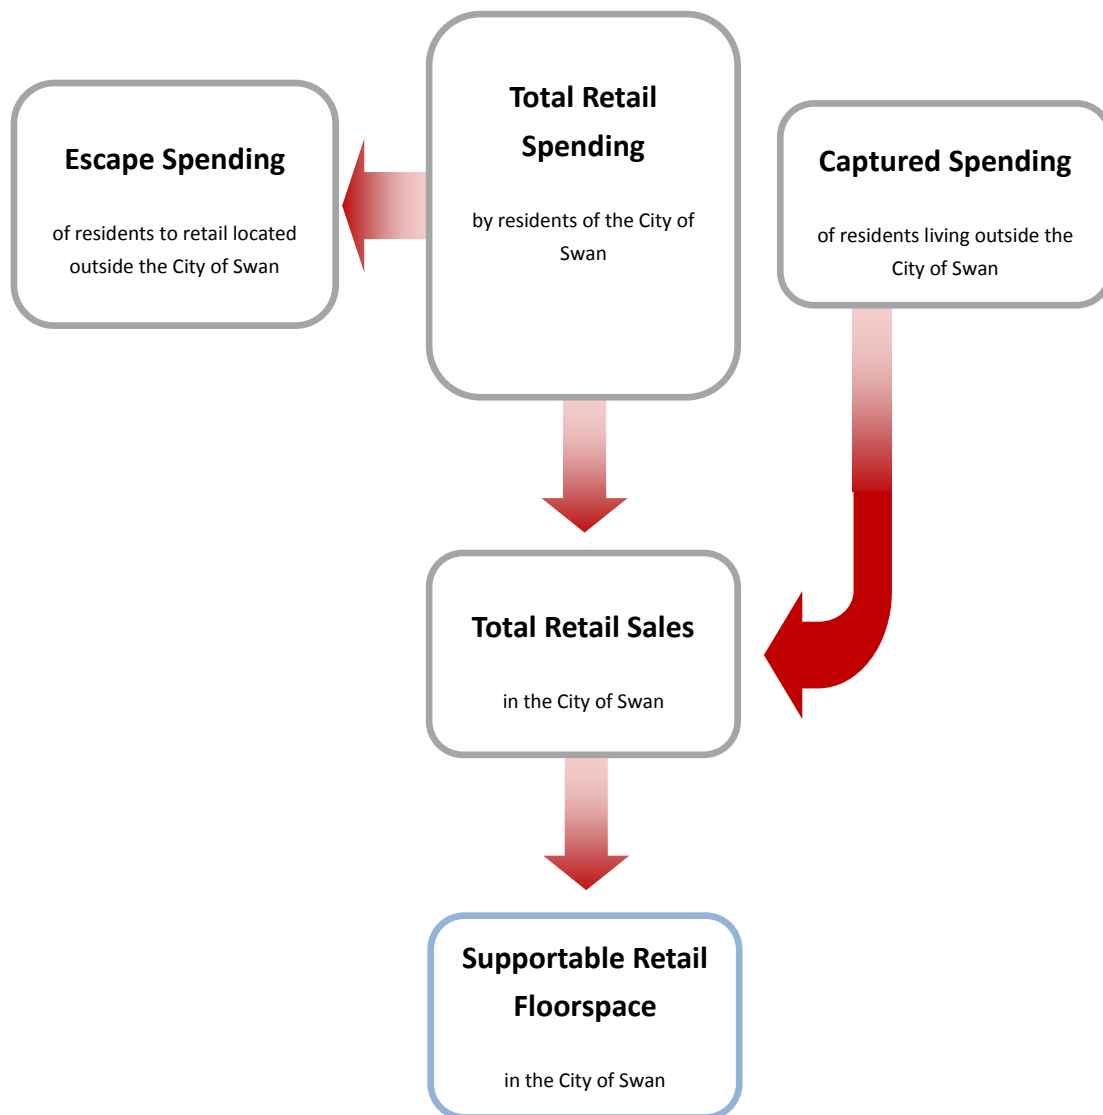 Escape Spending
of residents to retail located
outside the City of Swan
Total Retail
Spending
by residents of the City of
Swan
Captured Spending
of residents living outside the
City of Swan
Total Retail Sales
in the City of Swan
Supportable Retail
Floorspace
in the City of Swan